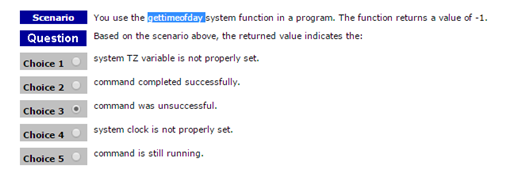 Scenario You use the gettimeofday system function in a program. The function returns a value of -1.
Question Based on the scenario above, the returned value indicates the:
Choice 1 system TZ variable is not properly set.
Choice 2 command completed successfully.
Choice 3 command was unsuccessful.
Choice 4 system clock is not properly set.
Choice 5 command is still running.